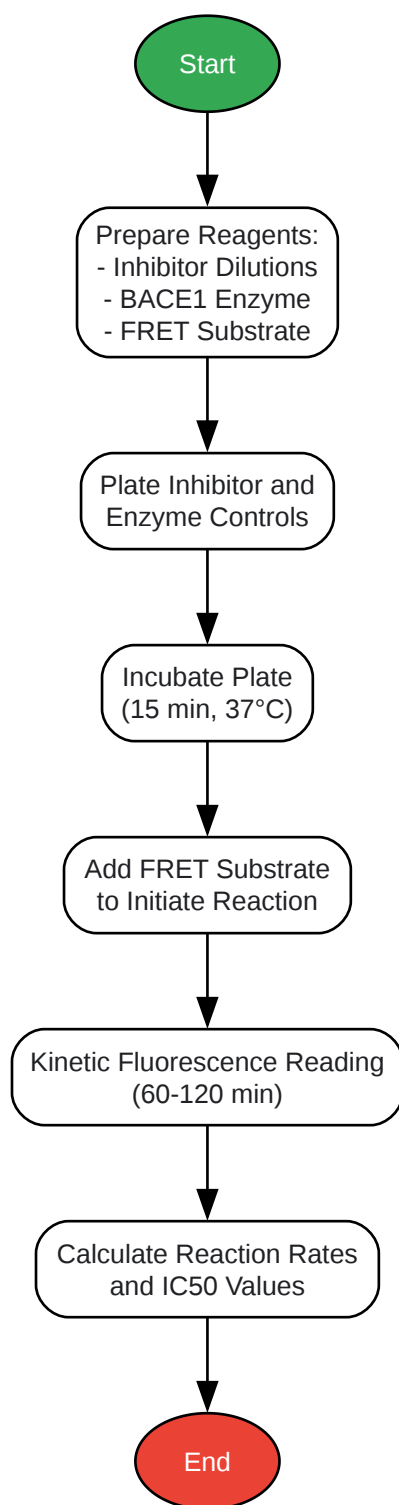 Start
Prepare Reagents:
- Inhibitor Dilutions
- BACE1 Enzyme
- FRET Substrate
Plate Inhibitor and
Enzyme Controls
Incubate Plate
(15 min, 37°C)
Add FRET Substrate
to Initiate Reaction
Kinetic Fluorescence Reading
(60-120 min)
Calculate Reaction Rates
and IC50 Values
End